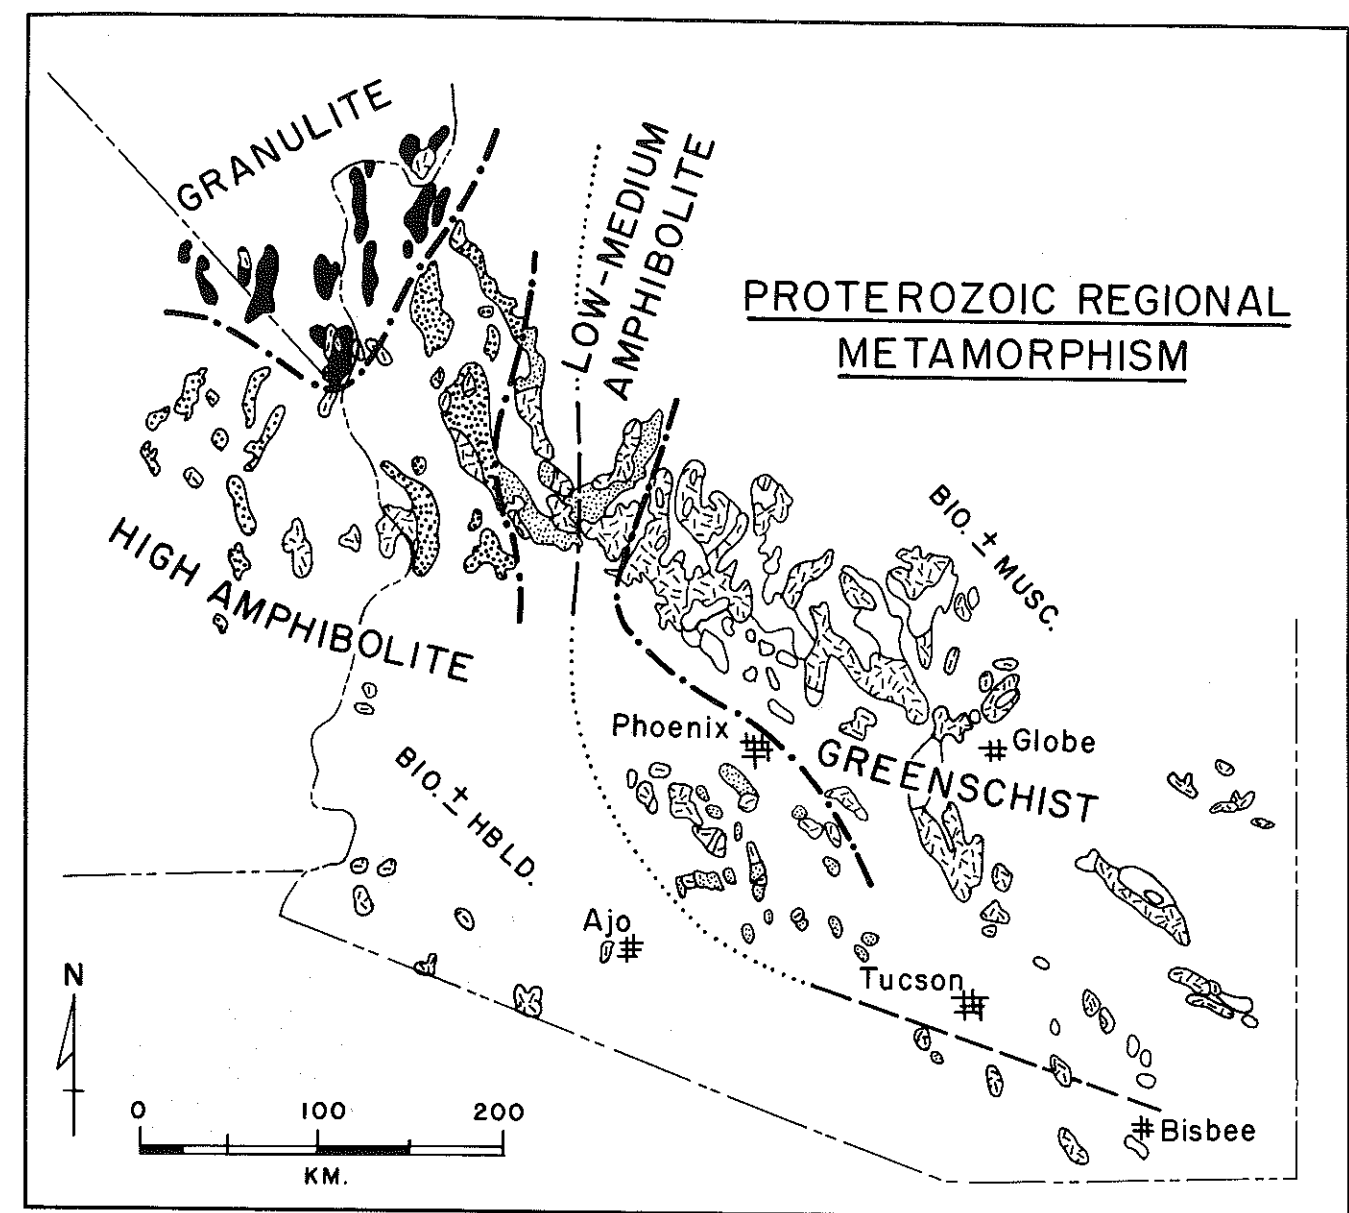 GRANULITE
LOW-MEDIUM
AMPHIBOLITE
PROTEROZOIC REGIONAL
METAMORPHISM
BIO. ± MUSC.
HIGH AMPHIBOLITE
Phoenix
Globe
GREENSCHIST
BIO. ± HBLD.
Ajo
Tucson
N
0 100 200
KM.
Bisbee